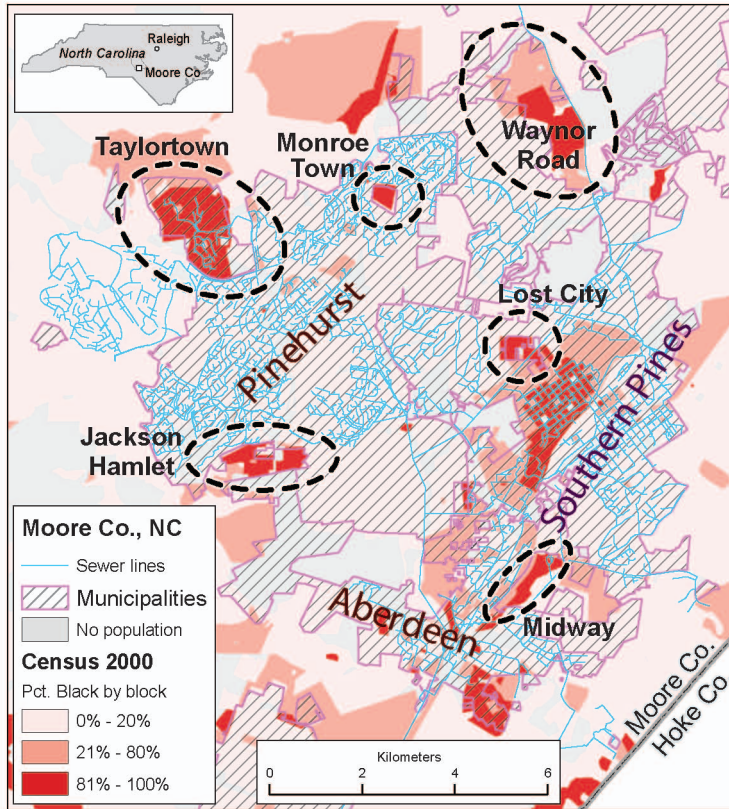 Raleigh
North Carolina
Moore Co
Taylortown
Monroe
Town
Waynor
Road
Lost City
Pinehurst
Southern Pines
Jackson
Hamlet
Aberdeen
Midway
Moore Co.
Hoke Co.
Moore Co., NC
Sewer lines
Municipalities
No population
Census 2000
Pct. Black by block
0% - 20%
21% - 80%
81% - 100%
Kilometers
0 2 4 6